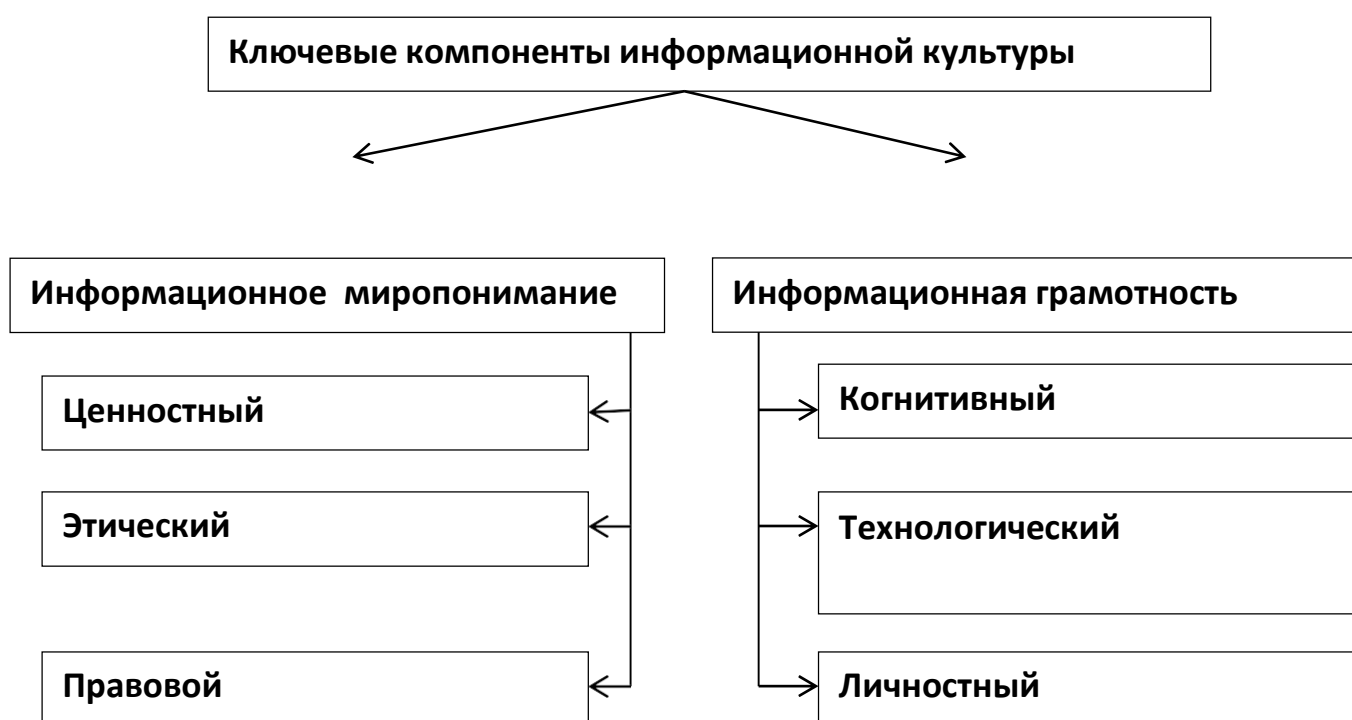 Ключевые компоненты информационной культуры
Информационное миропонимание
Информационная грамотность
Ценностный
Когнитивный
Этический
Технологический
Правовой
Личностный